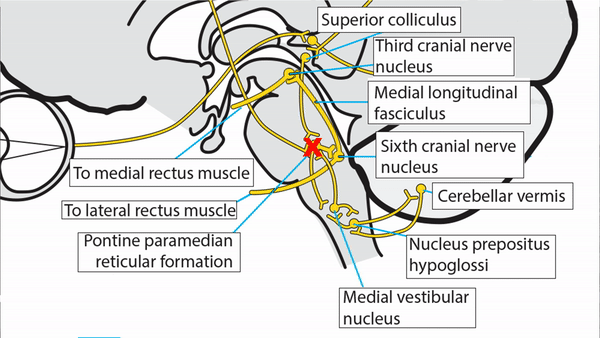 Superior colliculus
Third cranial nerve
nucleus
Medial longitudinal
fasciculus
Sixth cranial nerve
nucleus
To medial rectus muscle
Cerebellar vermis
To lateral rectus muscle
Pontine paramedian
reticular formation
Nucleus prepositus
hypoglossi
Medial vestibular
nucleus